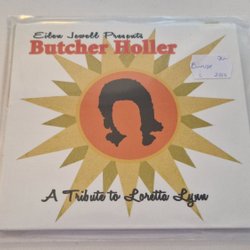 Eilen Jewell Presents
Butcher Holler
A Tribute to Loretta Lynn